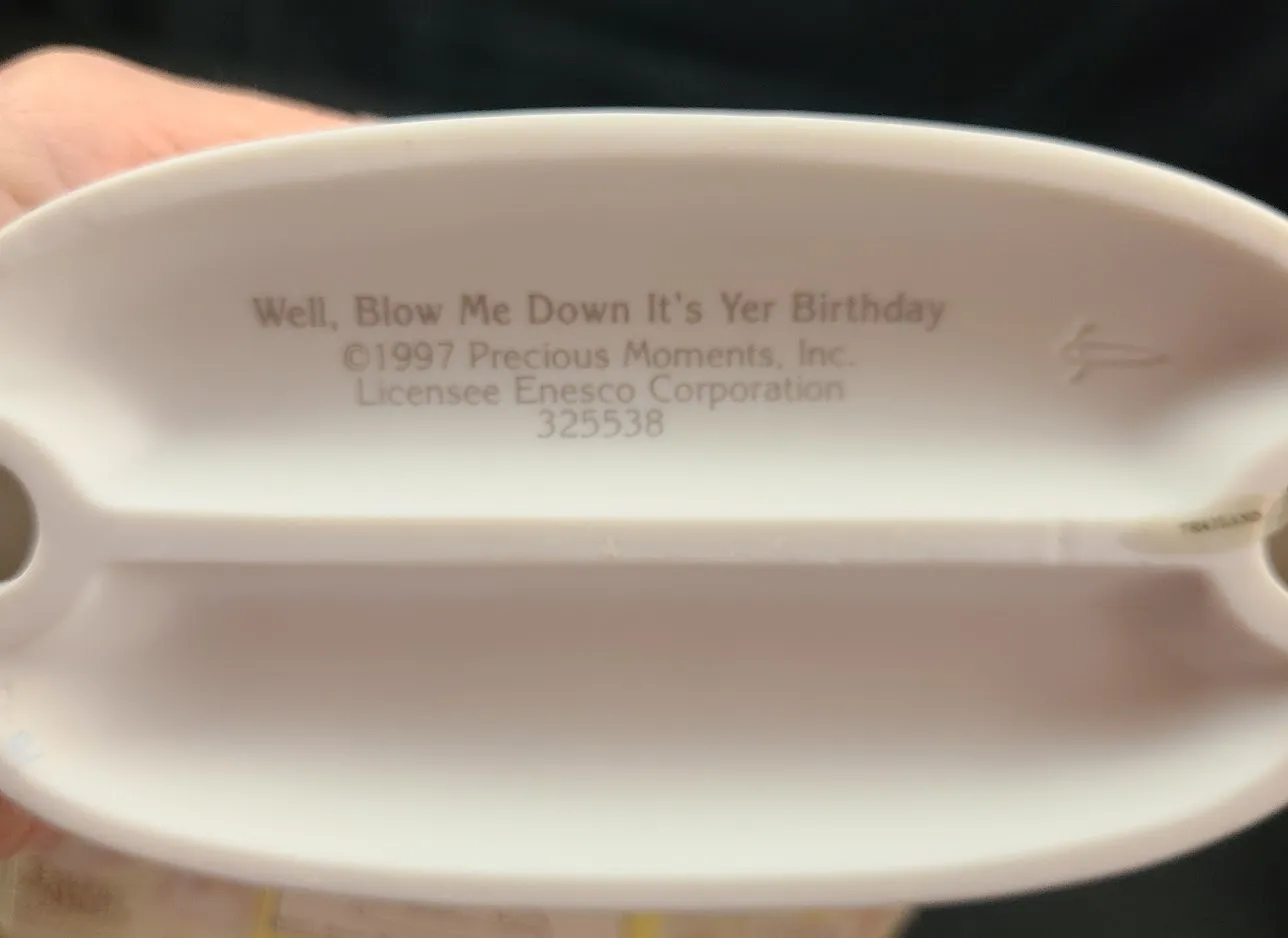 Well, Blow Me Down It's Yer Birthday
©1997 Precious Moments, Inc.
Licensee Enesco Corporation
325538